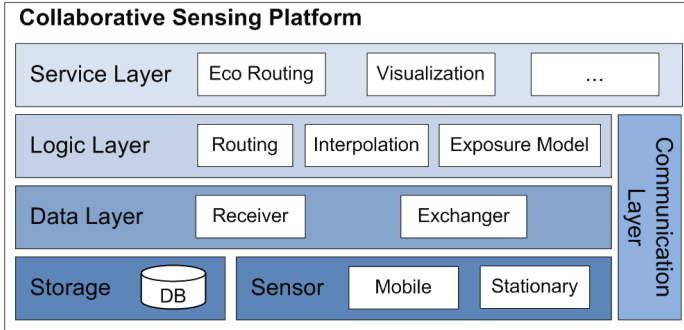 Collaborative Sensing Platform
Service Layer
Eco Routing
Visualization
...
Logic Layer
Routing
Interpolation
Exposure Model
Data Layer
Receiver
Exchanger
Storage
DB
Sensor
Mobile
Stationary
Communication
Layer